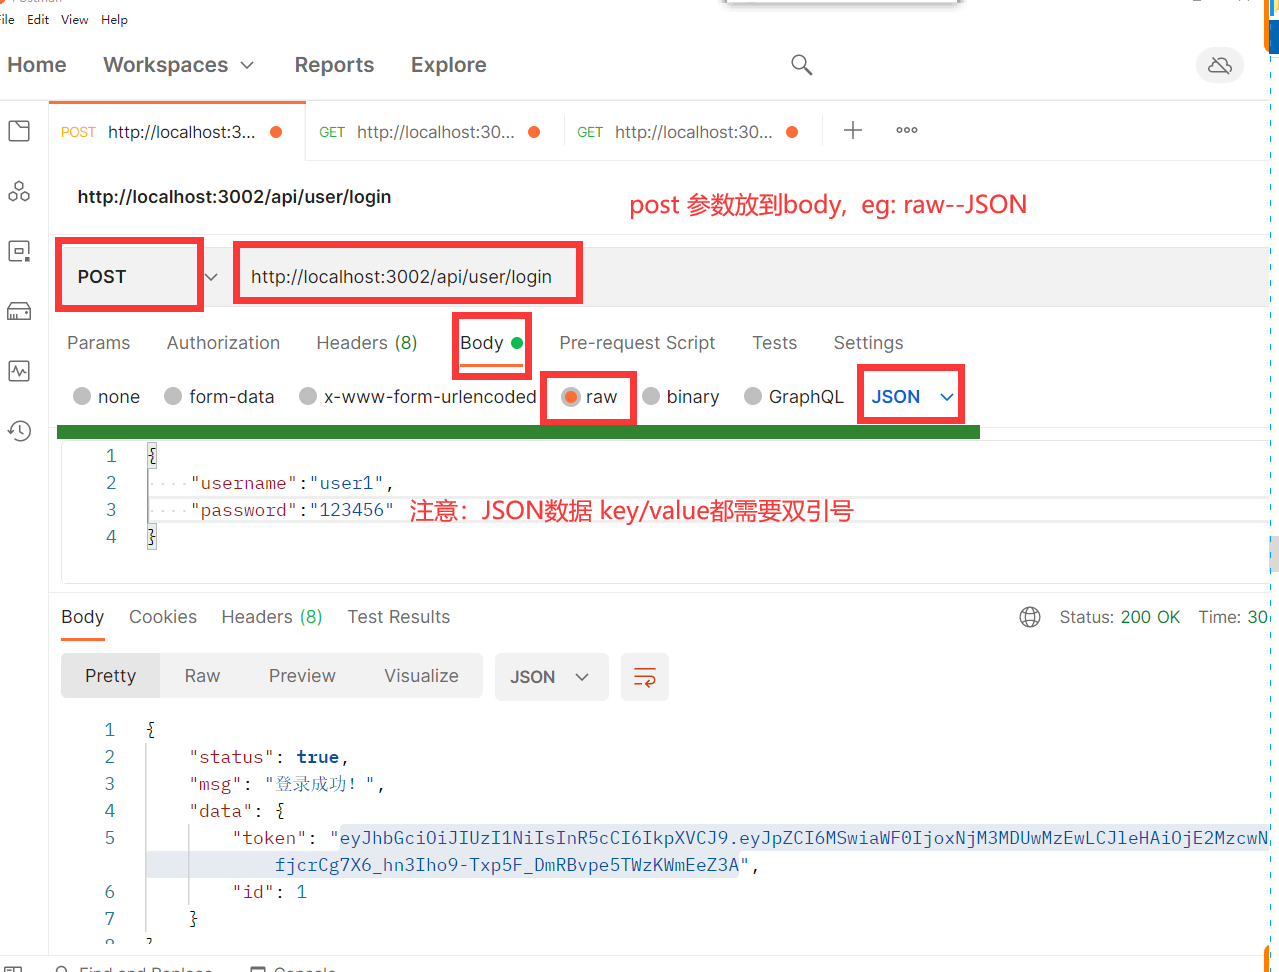 File Edit View Help
Home Workspaces Reports Explore
POST http://localhost:3... GET http://localhost:30... GET http://localhost:30...
http://localhost:3002/api/user/login
post 参数放到body, eg: raw--JSON
POST http://localhost:3002/api/user/login
Params Authorization Headers (8) Body Pre-request Script Tests Settings
none form-data x-www-form-urlencoded raw binary GraphQL JSON
1 {
2 "username":"user1",
3 "password":"123456" 注意：JSON数据 key/value都需要双引号
4 }
Body Cookies Headers (8) Test Results Status: 200 OK Time: 30
Pretty Raw Preview Visualize JSON
1 {
2 "status": true,
3 "msg": "登录成功！",
4 "data": {
5 "token": "eyJhbGciOiJIUzI1NiIsInR5cCI6IkpXVCJ9.eyJpZCI6MSwiaWF0IjoxNjM3MDUwMzEwLCJleHAiOjE2MzcwN
fjcrCg7X6_hn3Iho9-Txp5F_DmRBvpe5TWzKWmEeZ3A",
6 "id": 1
7 }
8 }
Find and Replace Console